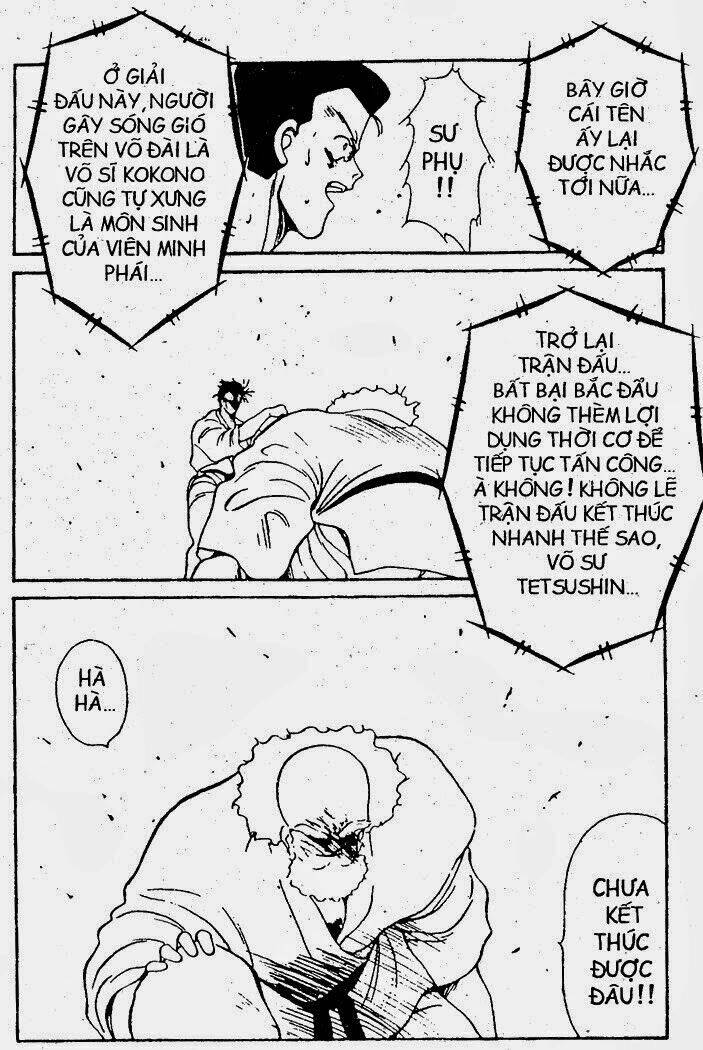 BÂY GIỜ
CÁI TÊN
ẤY LẠI
ĐƯỢC NHẮC
TỚI NỮA...
SƯ
PHỤ
!!
Ở GIẢI
ĐẤU NÀY, NGƯỜI
GÂY SÓNG GIÓ
TRÊN VÕ ĐÀI LÀ
VÕ SĨ KOKONO
CŨNG TỰ XƯNG
LÀ MÔN SINH
CỦA VIÊN MINH
PHÁI...
TRỞ LẠI
TRẬN ĐẤU...
BẤT BẠI BẮC ĐẨU
KHÔNG THÈM LỢI
DỤNG THỜI CƠ ĐỂ
TIẾP TỤC TẤN CÔNG...
À KHÔNG! KHÔNG LẼ
TRẬN ĐẤU KẾT THÚC
NHANH THẾ SAO,
VÕ SƯ
TETSUSHIN...
HÀ
HÀ...
CHƯA
KẾT
THÚC
ĐƯỢC
ĐÂU!!